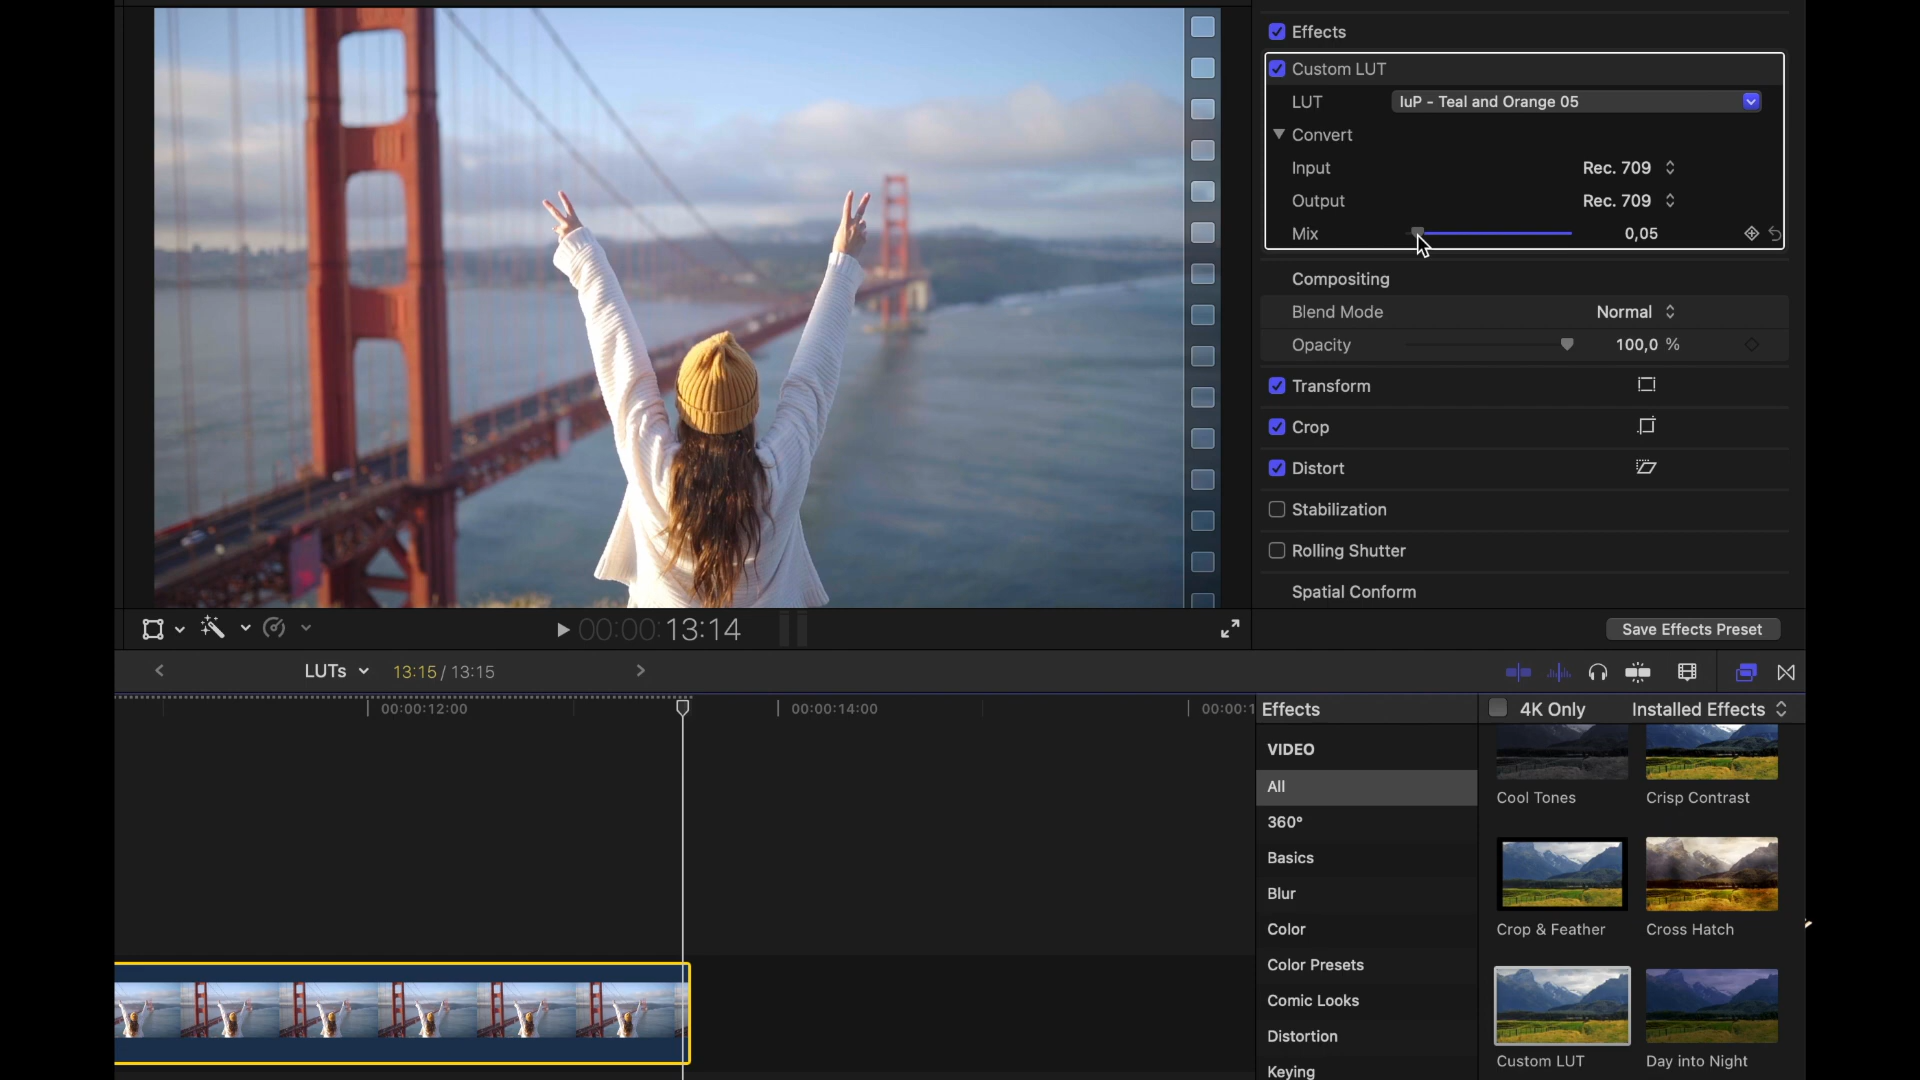 Effects
Custom LUT
LUT IuP - Teal and Orange 05
Convert
Input Rec. 709
Output Rec. 709
Mix 0,05
Compositing
Blend Mode Normal
Opacity 100,0 %
Transform
Crop
Distort
Stabilization
Rolling Shutter
Spatial Conform
00:00:13:14
Save Effects Preset
LUTs 13:15 / 13:15
00:00:12:00 00:00:14:00 00:00:1
Effects 4K Only Installed Effects
VIDEO
All
360°
Basics
Blur
Color
Color Presets
Comic Looks
Distortion
Keying
Cool Tones Crisp Contrast
Crop & Feather Cross Hatch
Custom LUT Day into Night